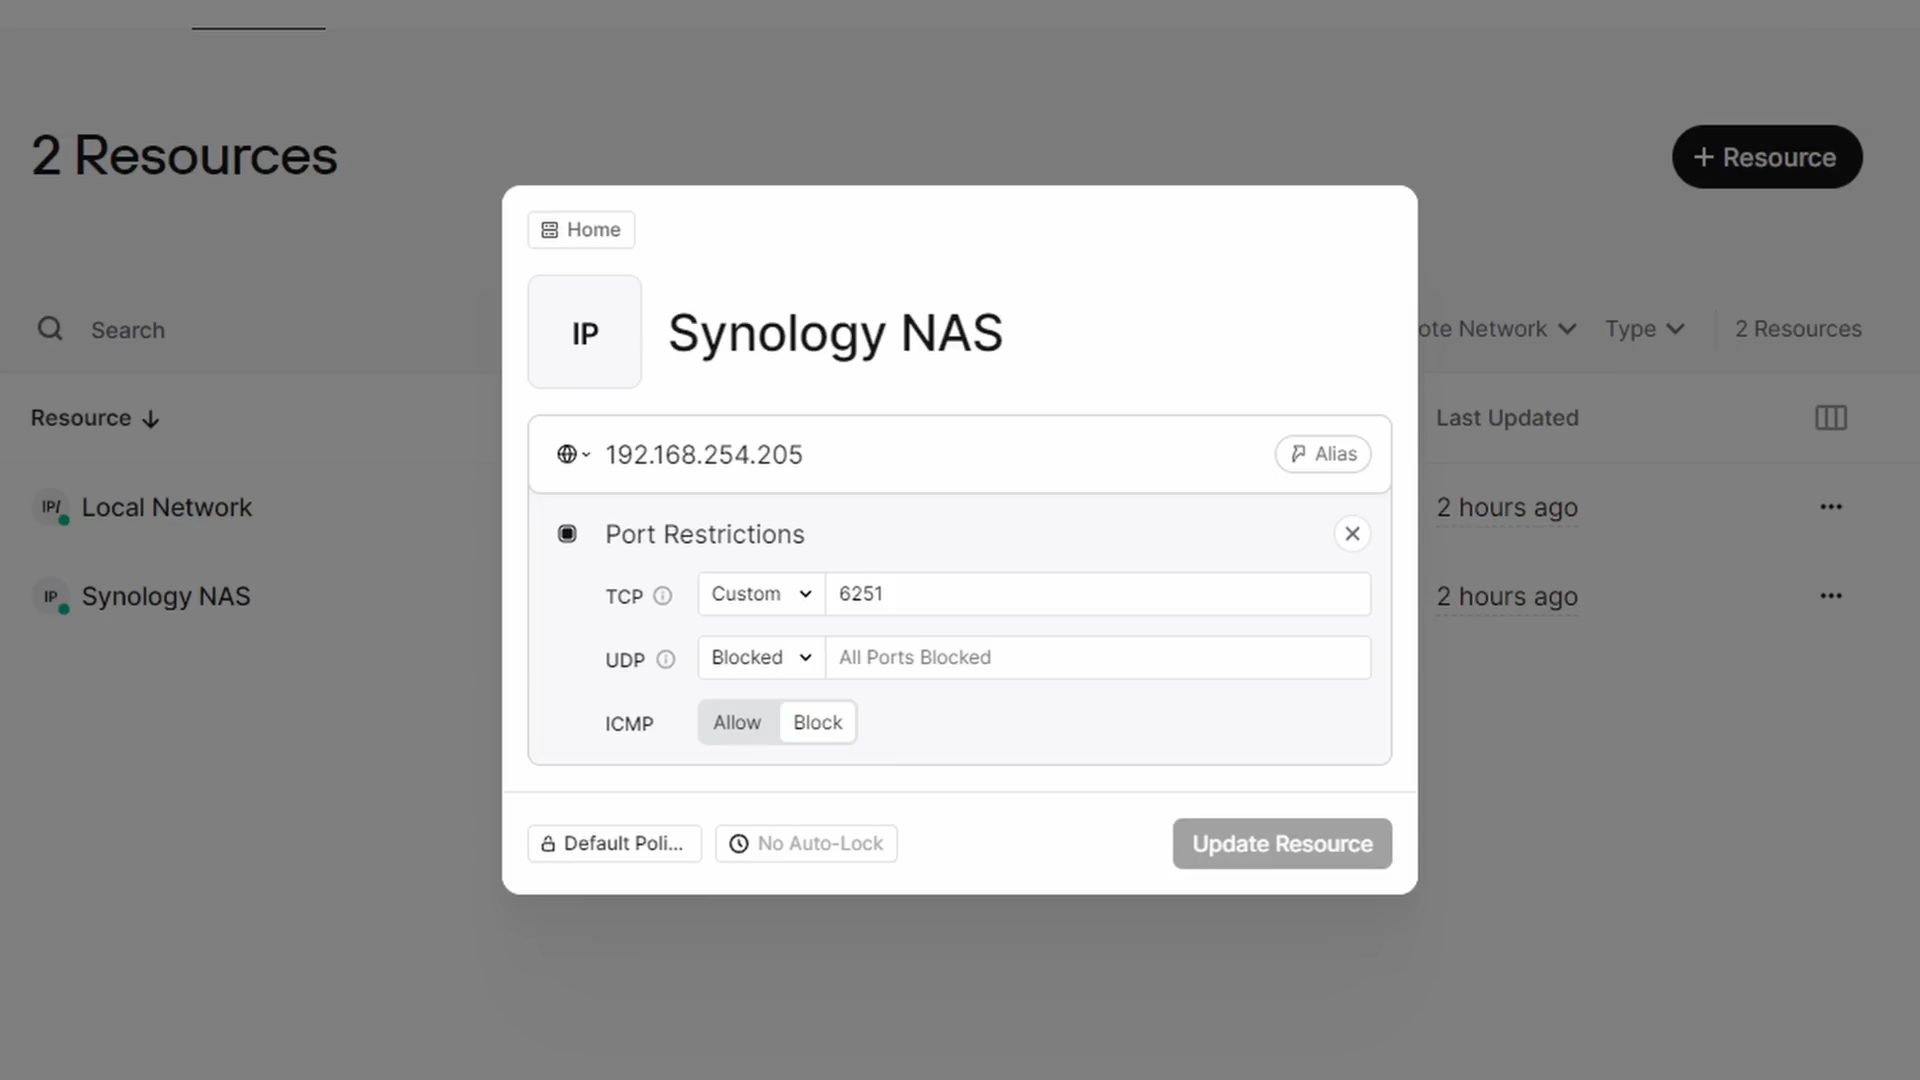 2 Resources
+ Resource
Home
IP
Synology NAS
Search
ote Network
Type
2 Resources
192.168.254.205
Alias
Resource
Last Updated
IP/
Local Network
2 hours ago
Port Restrictions
IP
Synology NAS
2 hours ago
TCP
Custom
6251
UDP
Blocked
All Ports Blocked
ICMP
Allow
Block
Default Poli...
No Auto-Lock
Update Resource